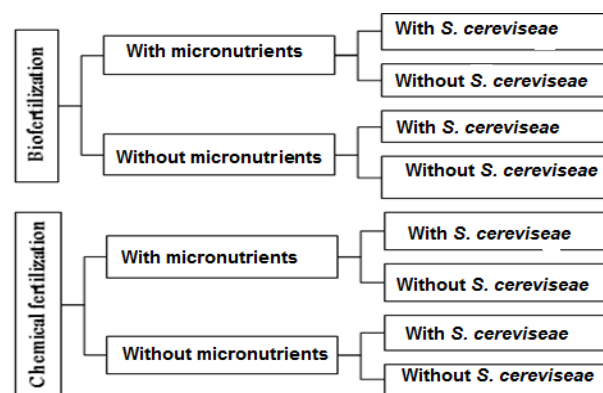 Biofertilization
With micronutrients
With S. cereviseae
Without S. cereviseae
Without micronutrients
With S. cereviseae
Without S. cereviseae
Chemical fertilization
With micronutrients
With S. cereviseae
Without S. cereviseae
Without micronutrients
With S. cereviseae
Without S. cereviseae